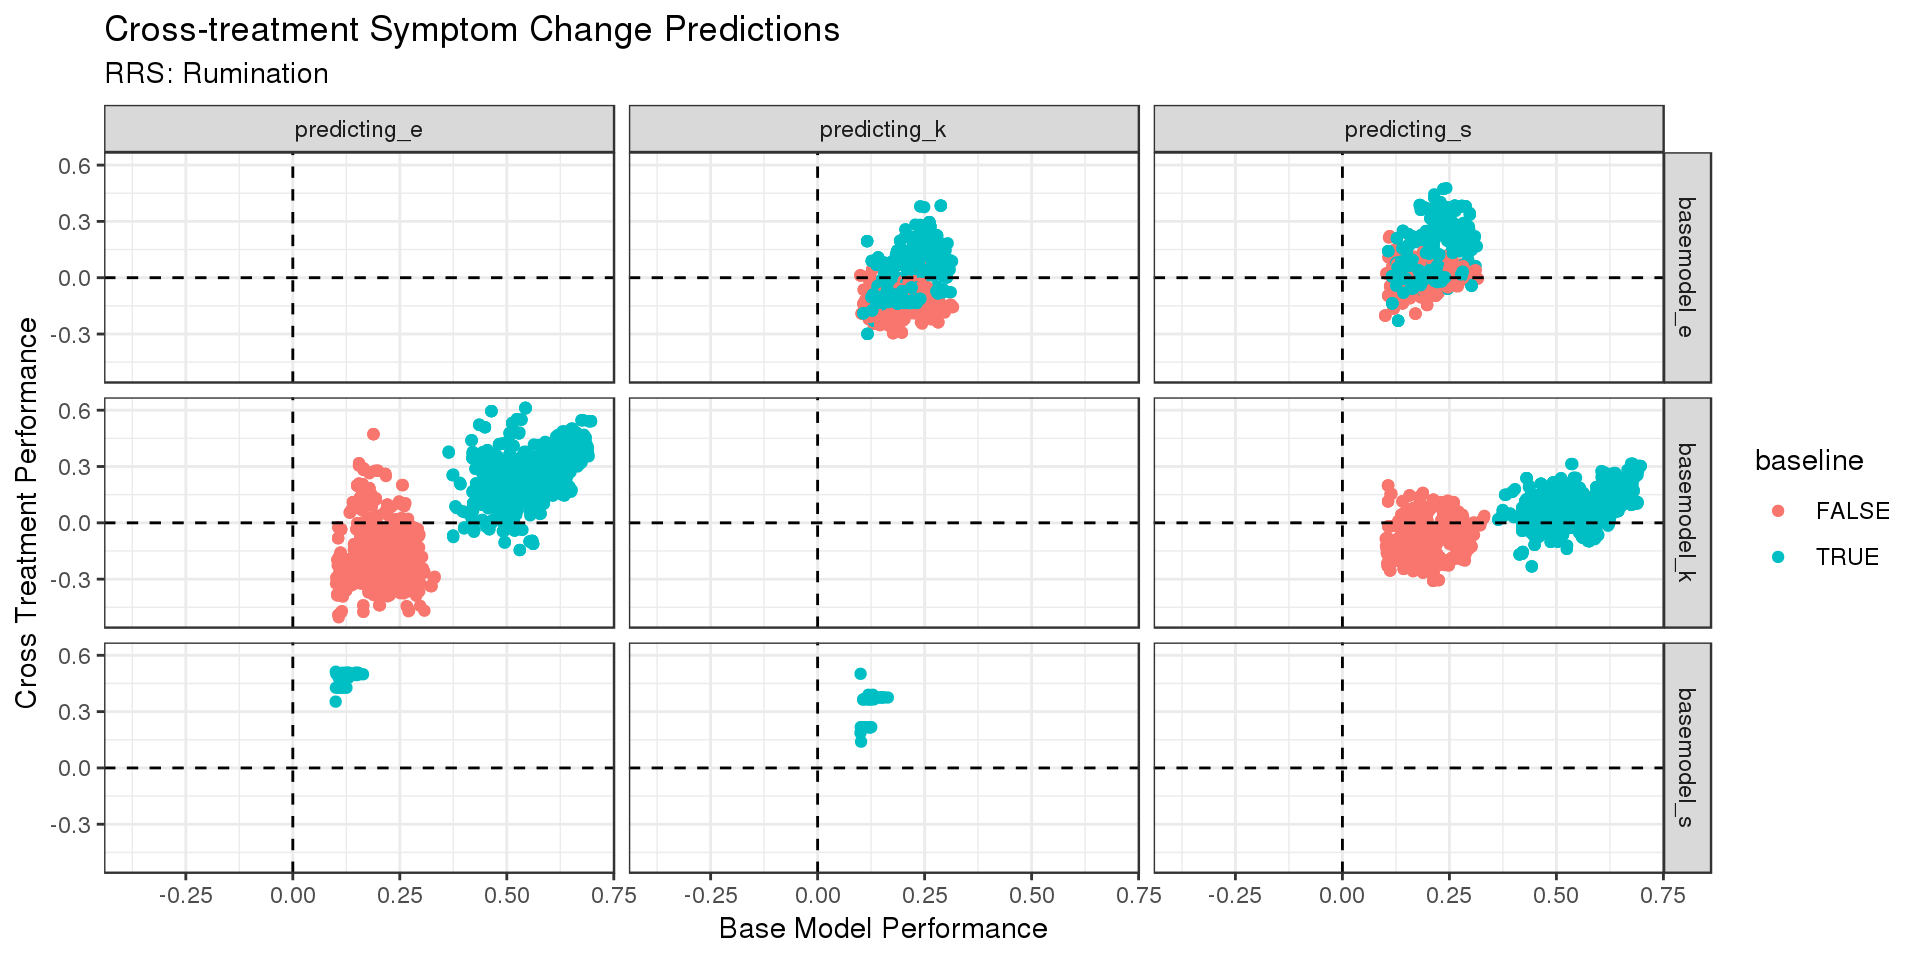 Cross-treatment Symptom Change Predictions
RRS: Rumination
predicting_e
predicting_k
predicting_s
0.6
0.3
0.0
-0.3
basemodel_e
0.6
0.3
0.0
-0.3
basemodel_k
0.6
0.3
0.0
-0.3
basemodel_s
Cross Treatment Performance
-0.25 0.00 0.25 0.50 0.75
-0.25 0.00 0.25 0.50 0.75
-0.25 0.00 0.25 0.50 0.75
Base Model Performance
baseline
FALSE
TRUE